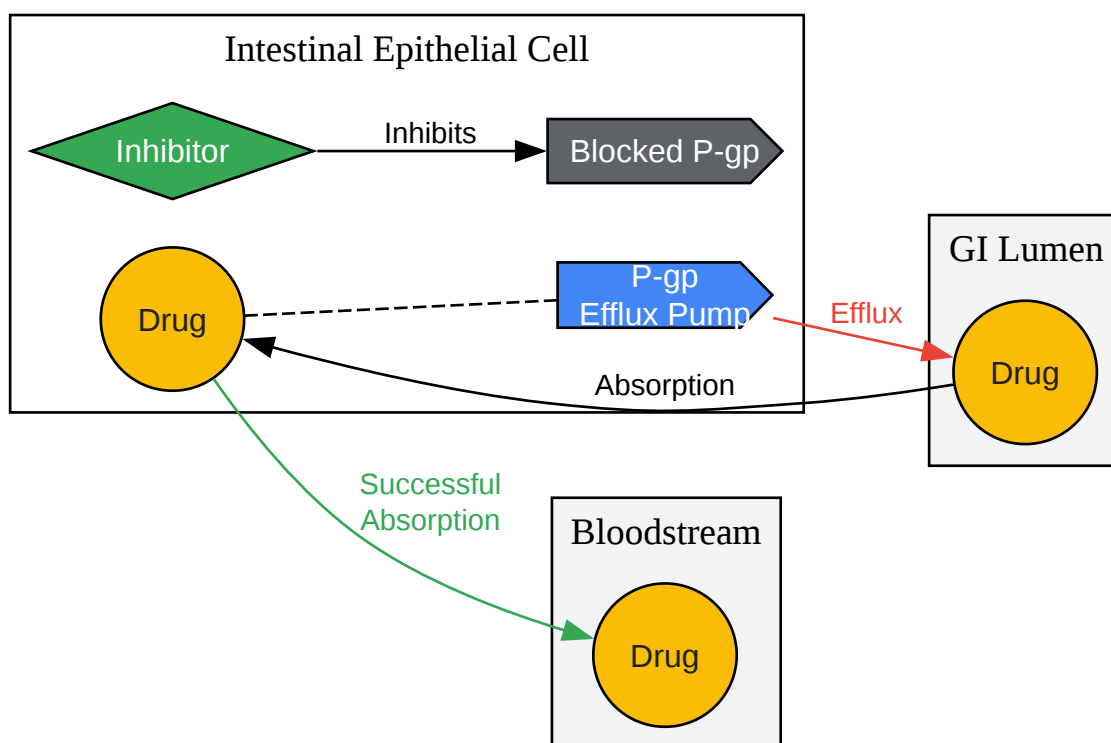 Intestinal Epithelial Cell
Inhibitor
Inhibits
Blocked P-gp
GI Lumen
P-gp
Efflux Pump
Drug
Efflux
Drug
Absorption
Successful
Absorption
Bloodstream
Drug